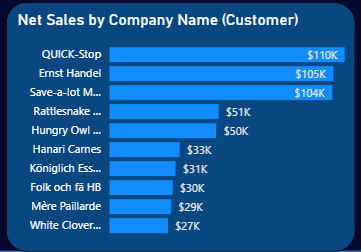 Net Sales by Company Name (Customer)
QUICK-Stop $110K
Ernst Handel $105K
Save-a-lot M... $104K
Rattlesnake ... $51K
Hungry Owl ... $50K
Hanari Carnes $33K
Königlich Ess... $31K
Folk och fä HB $30K
Mère Paillarde $29K
White Clover... $27K